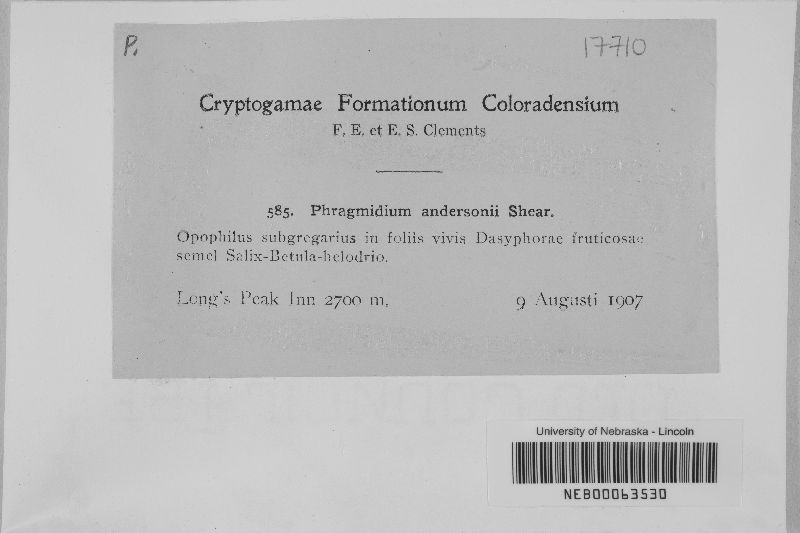 P. 17710
Cryptogamae Formationum Coloradensium
F. E. et E. S. Clements
585. Phragmidium andersonii Shear.
Opophilus subgregarius in foliis vivis Dasyphorae fruticosae
semel Salix-Betula-helodrio.
Long's Peak Inn 2700 m. 9 Augusti 1907
University of Nebraska - Lincoln
NEB00063530